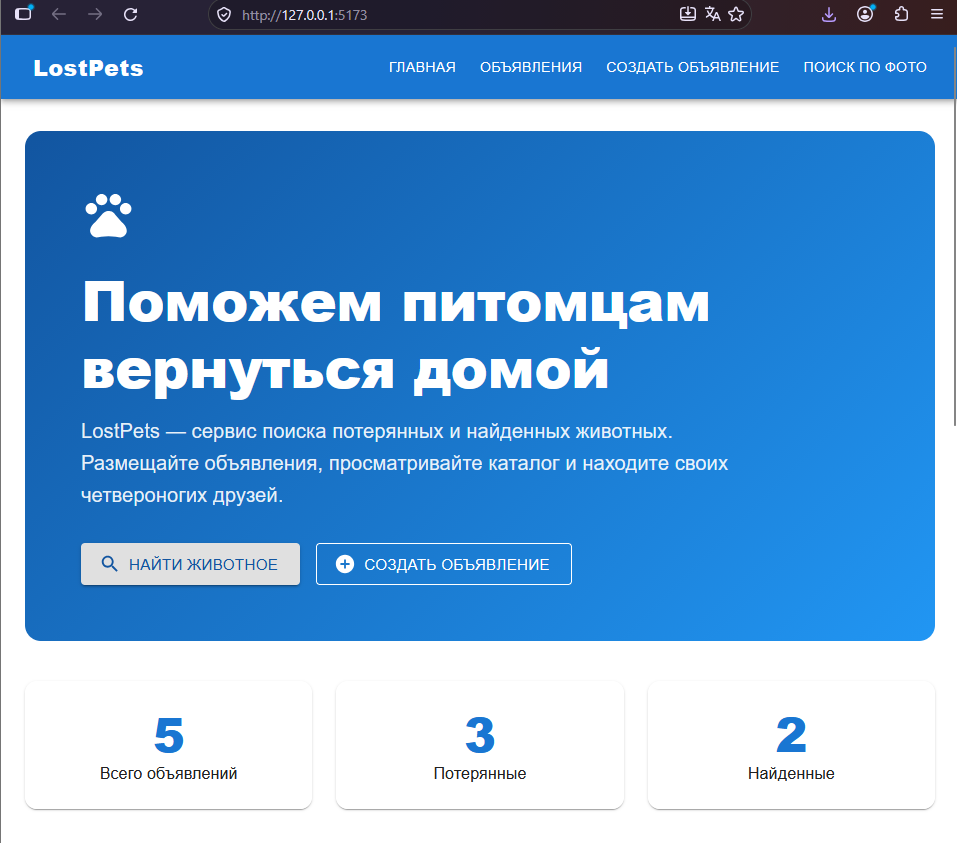 http://127.0.0.1:5173
LostPets
ГЛАВНАЯ ОБЪЯВЛЕНИЯ СОЗДАТЬ ОБЪЯВЛЕНИЕ ПОИСК ПО ФОТО
Поможем питомцам
вернуться домой
LostPets — сервис поиска потерянных и найденных животных.
Размещайте объявления, просматривайте каталог и находите своих
четвероногих друзей.
НАЙТИ ЖИВОТНОЕ
СОЗДАТЬ ОБЪЯВЛЕНИЕ
5
Всего объявлений
3
Потерянные
2
Найденные